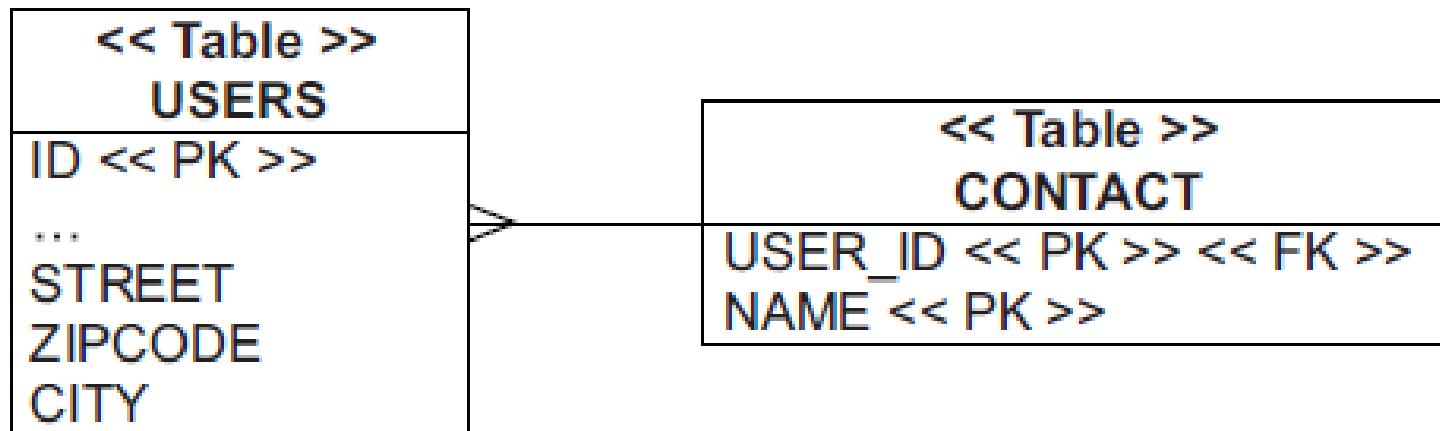 << Table >>
USERS
ID << PK >>
...
STREET
ZIPCODE
CITY
<< Table >>
CONTACT
USER_ID << PK >> << FK >>
NAME << PK >>